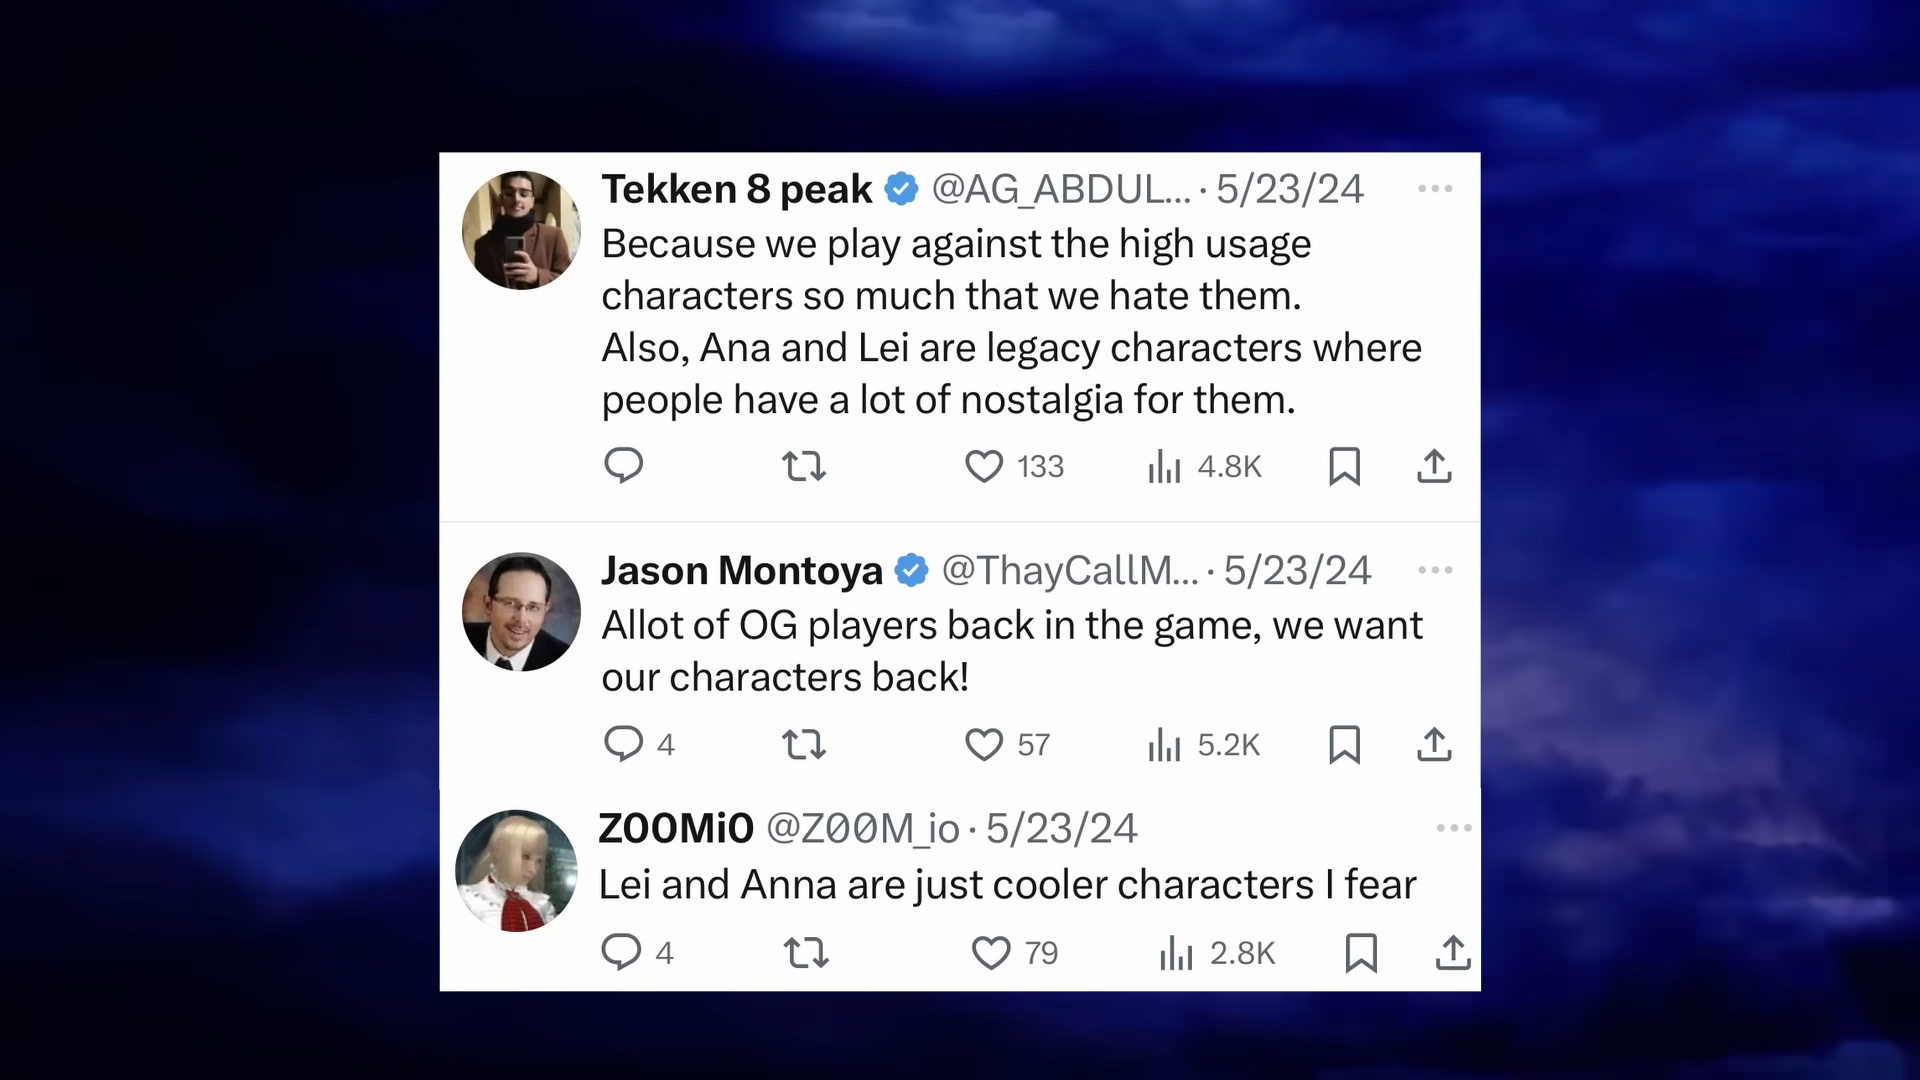 Tekken 8 peak @AG_ABDUL... · 5/23/24
Because we play against the high usage
characters so much that we hate them.
Also, Ana and Lei are legacy characters where
people have a lot of nostalgia for them.
133 4.8K
Jason Montoya @ThayCallM... · 5/23/24
Allot of OG players back in the game, we want
our characters back!
4 57 5.2K
Z00Mi0 @Z00M_io · 5/23/24
Lei and Anna are just cooler characters I fear
4 79 2.8K